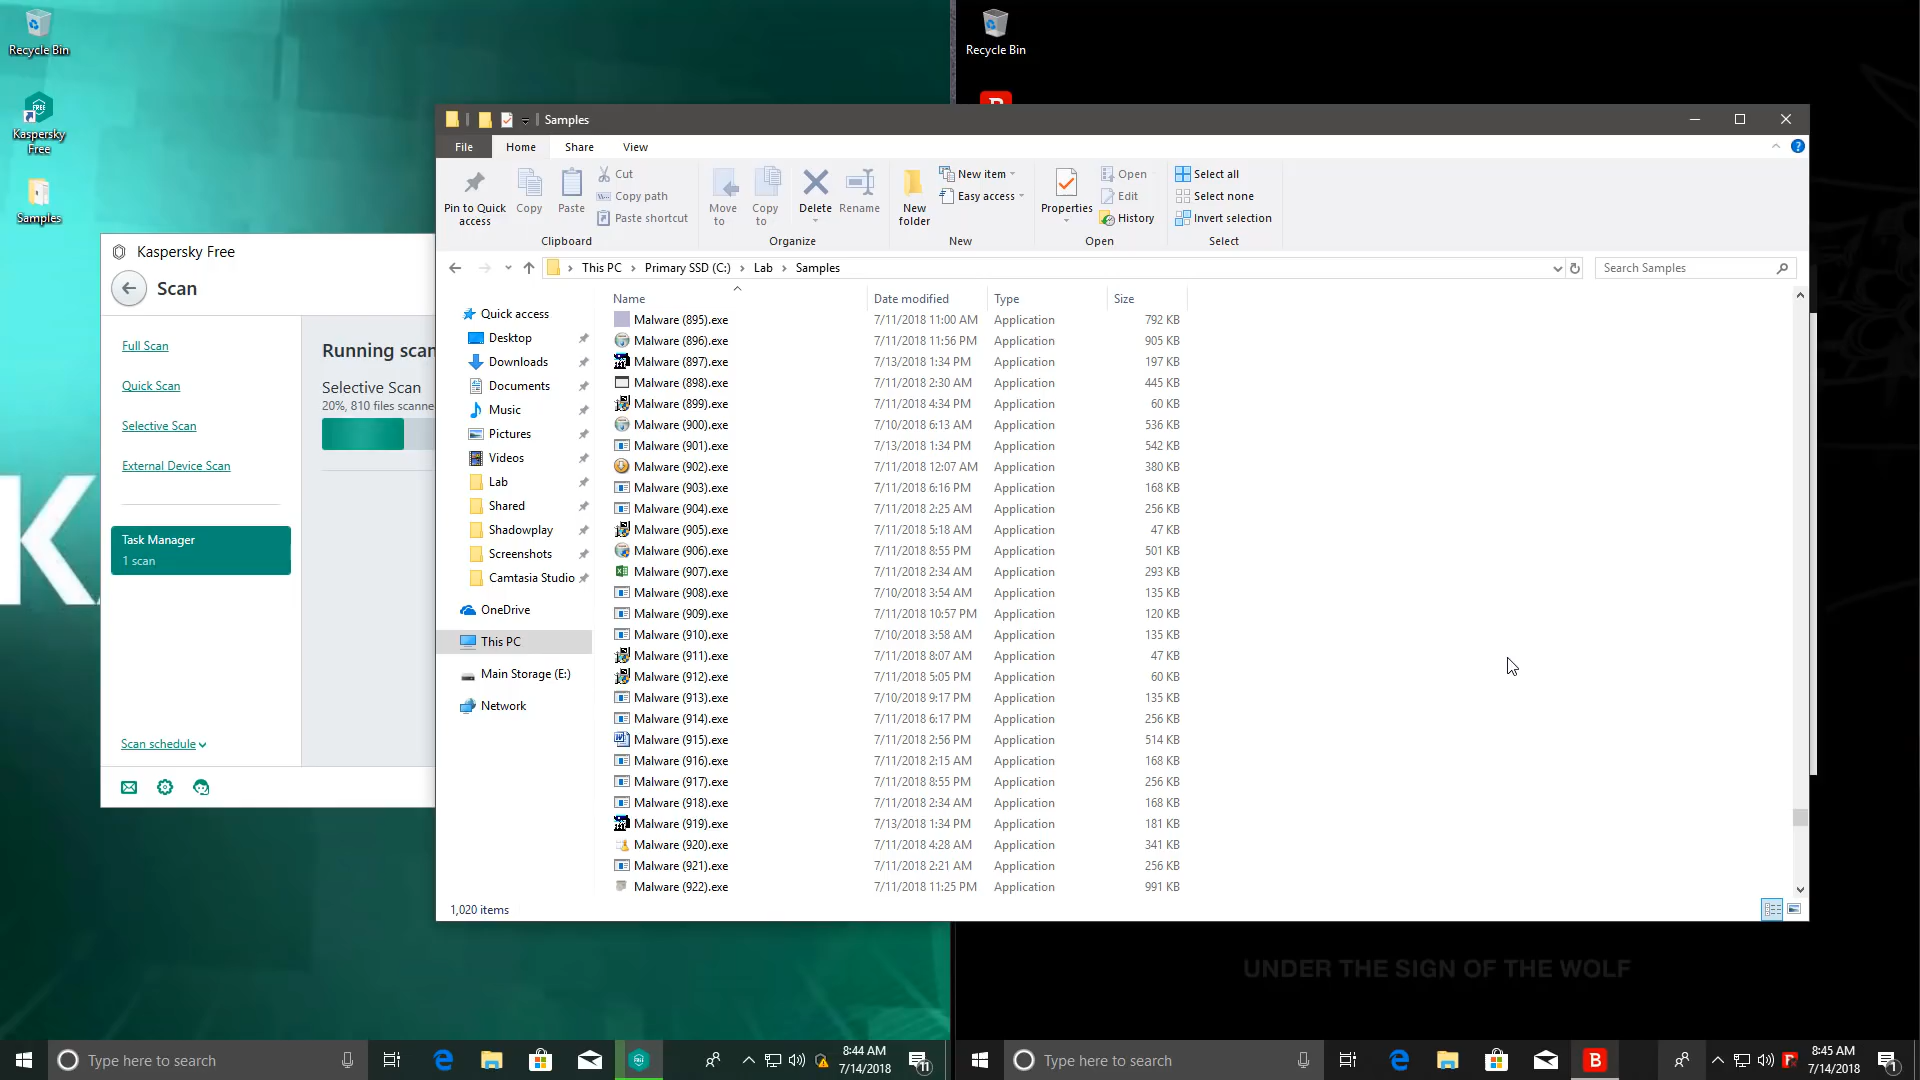 Recycle Bin
Kaspersky
Free
Samples
Kaspersky Free
Scan
Full Scan
Quick Scan
Selective Scan
External Device Scan
Task Manager
1 scan
Scan schedule
Running scan
Selective Scan
20%, 810 files scanne
Recycle Bin
Samples
File
Home
Share
View
Pin to Quick
access
Copy
Paste
Cut
Copy path
Paste shortcut
Clipboard
Move
to
Copy
to
Delete
Rename
Organize
New
folder
New item
Easy access
New
Properties
Open
Edit
History
Open
Select all
Select none
Invert selection
Select
This PC > Primary SSD (C:) > Lab > Samples
Search Samples
Quick access
Desktop
Downloads
Documents
Music
Pictures
Videos
Lab
Shared
Shadowplay
Screenshots
Camtasia Studio
OneDrive
This PC
Main Storage (E:)
Network
Name Date modified Type Size
Malware (895).exe 7/11/2018 11:00 AM Application 792 KB
Malware (896).exe 7/11/2018 11:56 PM Application 905 KB
Malware (897).exe 7/13/2018 1:34 PM Application 197 KB
Malware (898).exe 7/11/2018 2:30 AM Application 445 KB
Malware (899).exe 7/11/2018 4:34 PM Application 60 KB
Malware (900).exe 7/10/2018 6:13 AM Application 536 KB
Malware (901).exe 7/13/2018 1:34 PM Application 542 KB
Malware (902).exe 7/11/2018 12:07 AM Application 380 KB
Malware (903).exe 7/11/2018 6:16 PM Application 168 KB
Malware (904).exe 7/11/2018 2:25 AM Application 256 KB
Malware (905).exe 7/11/2018 5:18 AM Application 47 KB
Malware (906).exe 7/11/2018 8:55 PM Application 501 KB
Malware (907).exe 7/11/2018 2:34 AM Application 293 KB
Malware (908).exe 7/10/2018 3:54 AM Application 135 KB
Malware (909).exe 7/11/2018 10:57 PM Application 120 KB
Malware (910).exe 7/10/2018 3:58 AM Application 135 KB
Malware (911).exe 7/11/2018 8:07 AM Application 47 KB
Malware (912).exe 7/11/2018 5:05 PM Application 60 KB
Malware (913).exe 7/10/2018 9:17 PM Application 135 KB
Malware (914).exe 7/11/2018 6:17 PM Application 256 KB
Malware (915).exe 7/11/2018 2:56 PM Application 514 KB
Malware (916).exe 7/11/2018 2:15 AM Application 168 KB
Malware (917).exe 7/11/2018 8:55 PM Application 256 KB
Malware (918).exe 7/11/2018 2:34 AM Application 168 KB
Malware (919).exe 7/13/2018 1:34 PM Application 181 KB
Malware (920).exe 7/11/2018 4:28 AM Application 341 KB
Malware (921).exe 7/11/2018 2:21 AM Application 256 KB
Malware (922).exe 7/11/2018 11:25 PM Application 991 KB
1,020 items
UNDER THE SIGN OF THE WOLF
Type here to search
8:44 AM
7/14/2018
11
Type here to search
B
8:45 AM
7/14/2018
1